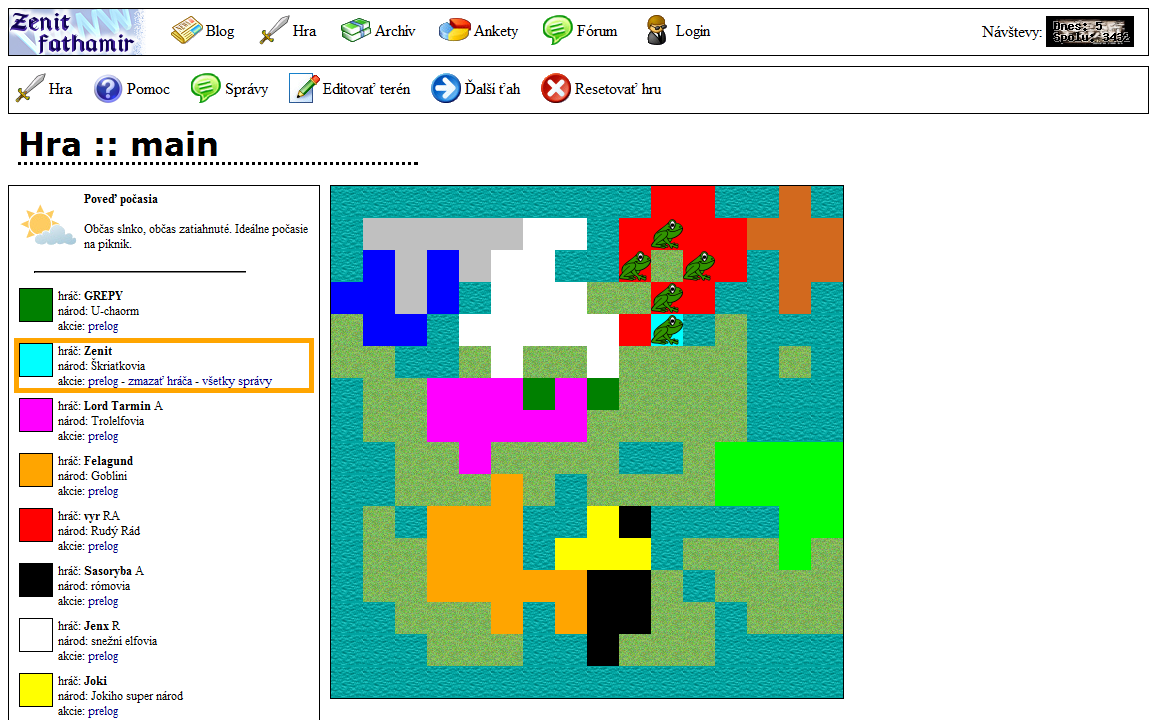 Zenit
fathamir
Blog
Hra
Archív
Ankety
Fórum
Login
Návštevy:
Dnes: 5
Spolu: 3432
Hra
Pomoc
Správy
Editovať terén
Ďalši ťah
Resetovať hru
Hra :: main
Poveď počasia
Občas slnko, občas zatiahnuté. Ideálne počasie
na piknik.
hráč: GREPY
národ: U-chaorm
akcie: prelog
hráč: Zenit
národ: Škriatkovia
akcie: prelog - zmazať hráča - všetky správy
hráč: Lord Tarmin A
národ: Trolelfovia
akcie: prelog
hráč: Felagund
národ: Goblini
akcie: prelog
hráč: vyr RA
národ: Rudý Rád
akcie: prelog
hráč: Sasoryba A
národ: rómovia
akcie: prelog
hráč: Jenx R
národ: snežní elfovia
akcie: prelog
hráč: Joki
národ: Jokiho super národ
akcie: prelog